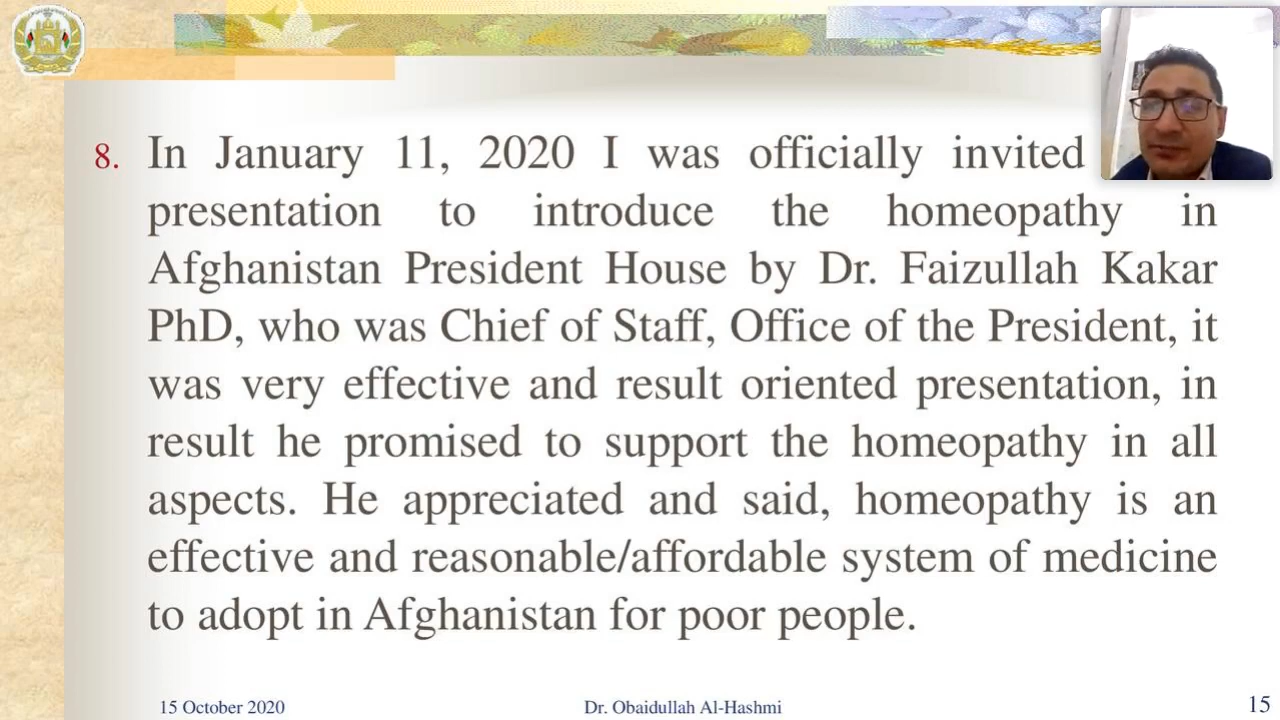 8. In January 11, 2020 I was officially invited
presentation to introduce the homeopathy in
Afghanistan President House by Dr. Faizullah Kakar
PhD, who was Chief of Staff, Office of the President, it
was very effective and result oriented presentation, in
result he promised to support the homeopathy in all
aspects. He appreciated and said, homeopathy is an
effective and reasonable/affordable system of medicine
to adopt in Afghanistan for poor people.
15 October 2020
Dr. Obaidullah Al-Hashmi
15